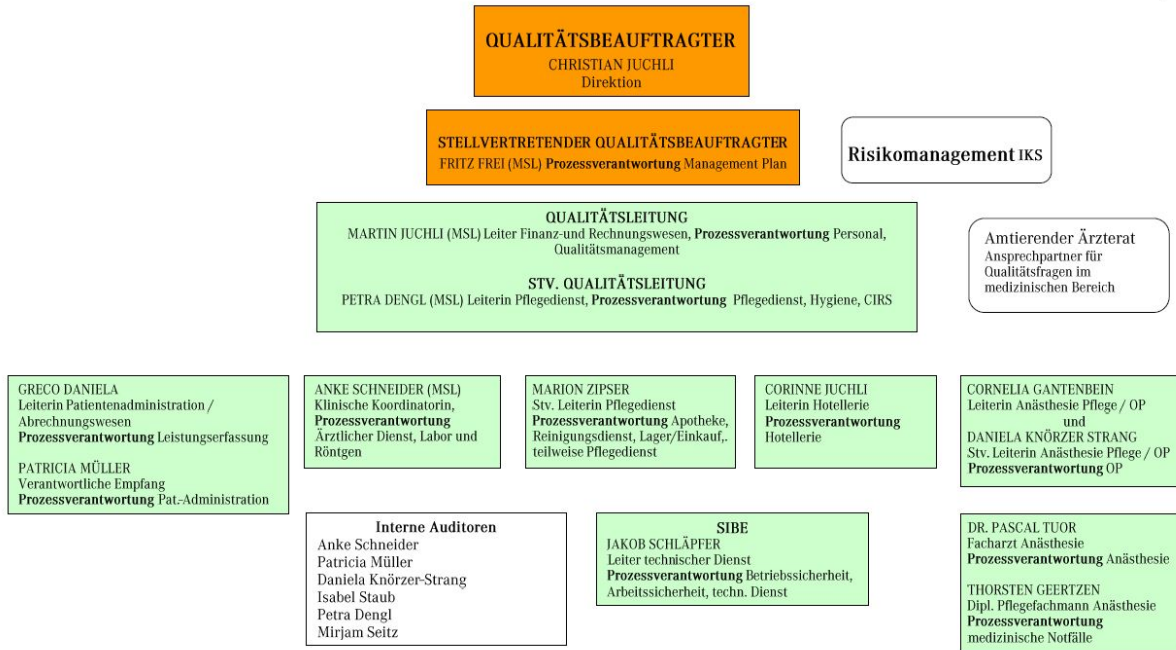 QUALITÄTSBEAUFTRAGTER
CHRISTIAN JUCHLI
Direktion
STELLVERTRETENDER QUALITÄTSBEAUFTRAGTER
FRITZ FREI (MSL) Prozessverantwortung Management Plan
Risikomanagement IKS
QUALITÄTSLEITUNG
MARTIN JUCHLI (MSL) Leiter Finanz-und Rechnungswesen, Prozessverantwortung Personal,
Qualitätsmanagement
STV. QUALITÄTSLEITUNG
PETRA DENGL (MSL) Leiterin Pflegedienst, Prozessverantwortung Pflegedienst, Hygiene, CIRS
Amtierender Ärzterat
Ansprechpartner für
Qualitätsfragen im
medizinischen Bereich
GRECO DANIELA
Leiterin Patientenadministration /
Abrechnungswesen
Prozessverantwortung Leistungserfassung
PATRICIA MÜLLER
Verantwortliche Empfang
Prozessverantwortung Pat.-Administration
ANKE SCHNEIDER (MSL)
Klinische Koordinatorin,
Prozessverantwortung
Ärztlicher Dienst, Labor und
Röntgen
MARION ZIPSER
Stv. Leiterin Pflegedienst
Prozessverantwortung Apotheke,
Reinigungsdienst, Lager/Einkauf,.
teilweise Pflegedienst
CORINNE JUCHLI
Leiterin Hotellerie
Prozessverantwortung
Hotellerie
CORNELIA GANTENBEIN
Leiterin Anästhesie Pflege / OP
und
DANIELA KNÖRZER STRANG
Stv. Leiterin Anästhesie Pflege / OP
Prozessverantwortung OP
Interne Auditoren
Anke Schneider
Patricia Müller
Daniela Knörzer-Strang
Isabel Staub
Petra Dengl
Mirjam Seitz
SIBE
JAKOB SCHLÄPFER
Leiter technischer Dienst
Prozessverantwortung Betriebssicherheit,
Arbeitssicherheit, techn. Dienst
DR. PASCAL TUOR
Facharzt Anästhesie
Prozessverantwortung Anästhesie
THORSTEN GEERTZEN
Dipl. Pflegefachmann Anästhesie
Prozessverantwortung
medizinische Notfälle